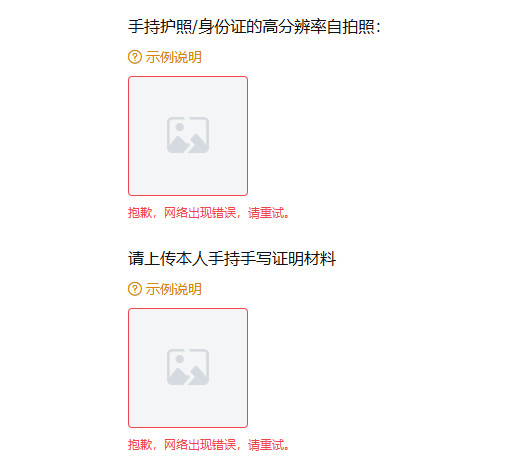 手持护照/身份证的高分辨率自拍照：
示例说明
抱歉，网络出现错误，请重试。
请上传本人手持手写证明材料
示例说明
抱歉，网络出现错误，请重试。